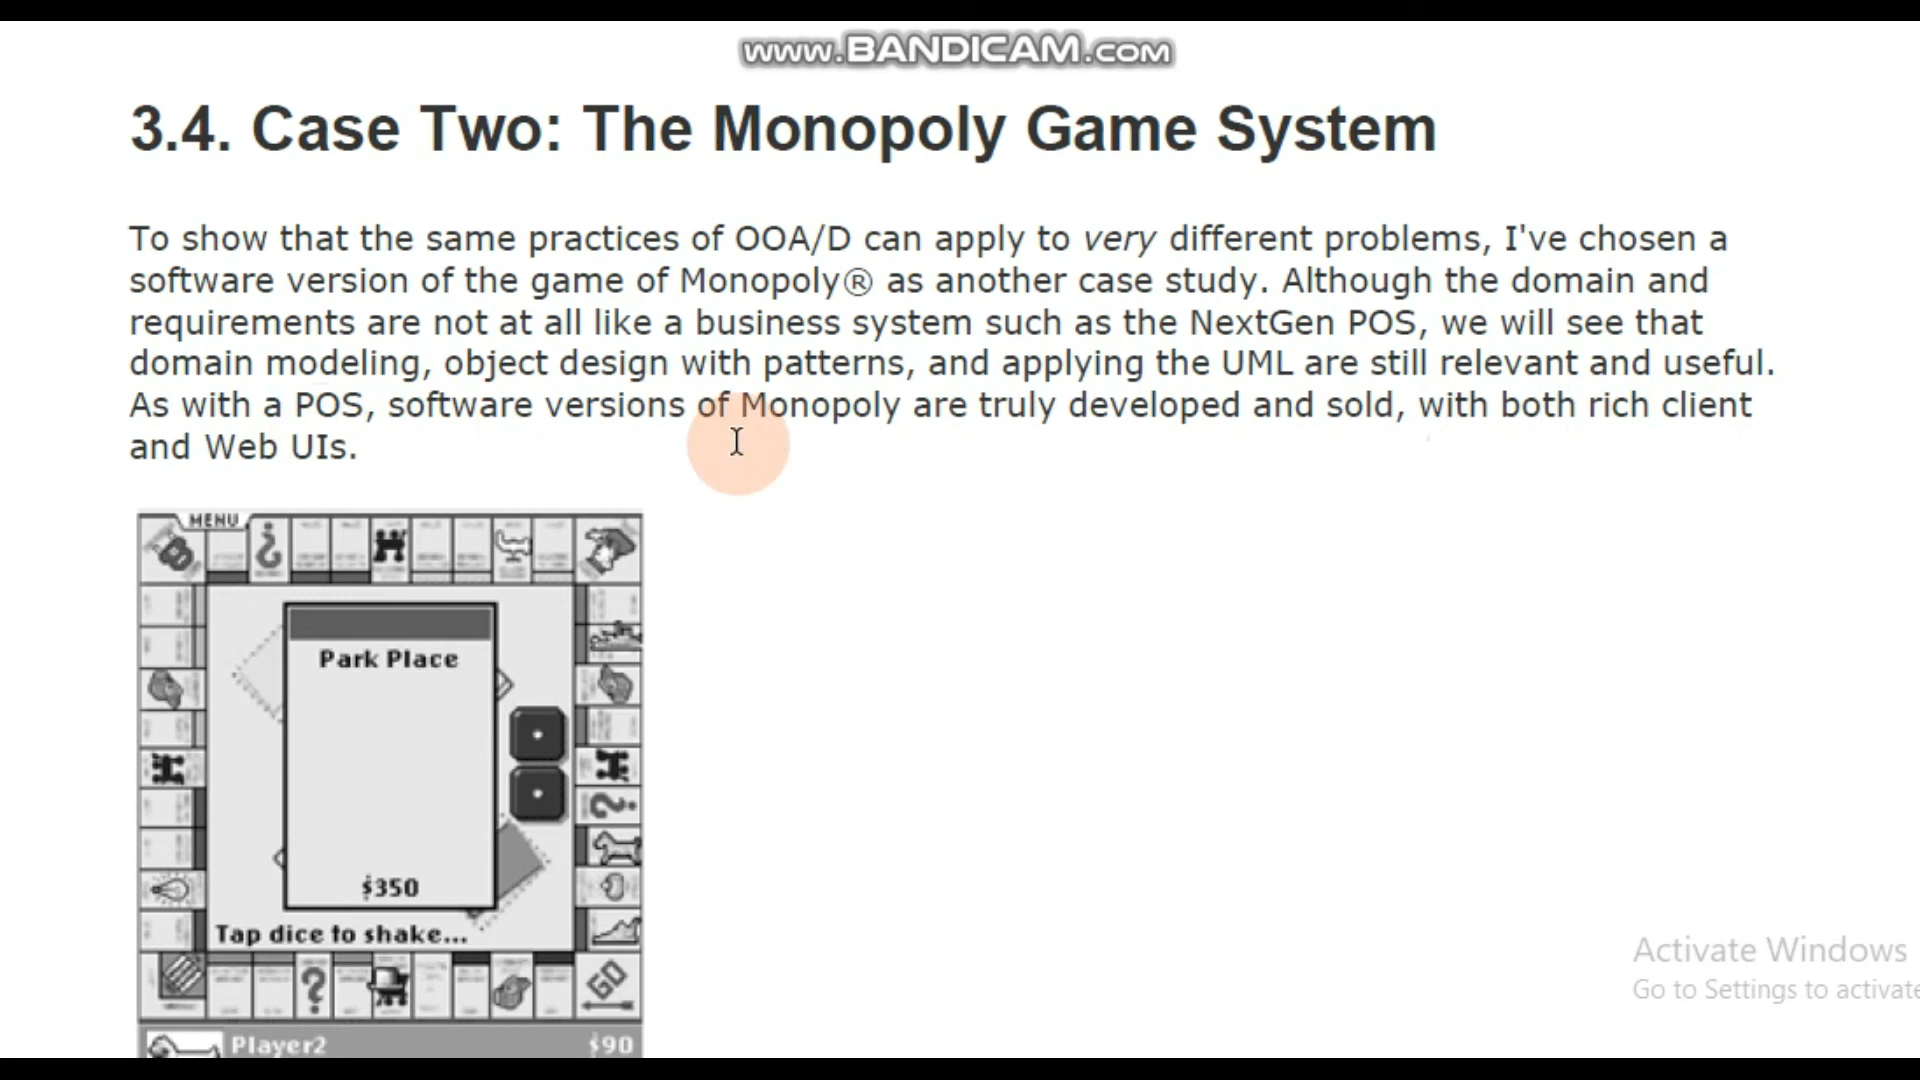 www.BANDICAM.com
3.4. Case Two: The Monopoly Game System
To show that the same practices of OOA/D can apply to very different problems, I've chosen a
software version of the game of Monopoly® as another case study. Although the domain and
requirements are not at all like a business system such as the NextGen POS, we will see that
domain modeling, object design with patterns, and applying the UML are still relevant and useful.
As with a POS, software versions of Monopoly are truly developed and sold, with both rich client
and Web UIs.
MENU
Park Place
$350
Tap dice to shake...
GO
Player2 $90
Activate Windows
Go to Settings to activate